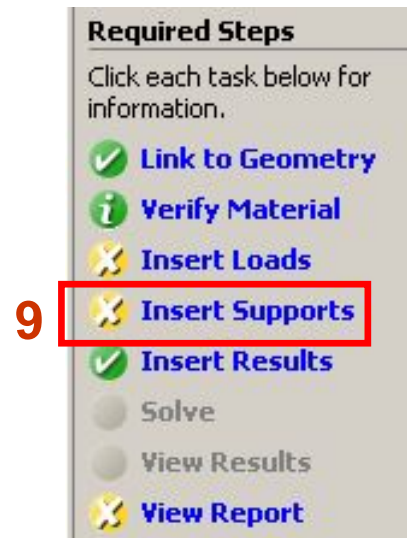 Required Steps
Click each task below for
information.
Link to Geometry
Verify Material
Insert Loads
9 Insert Supports
Insert Results
Solve
View Results
View Report